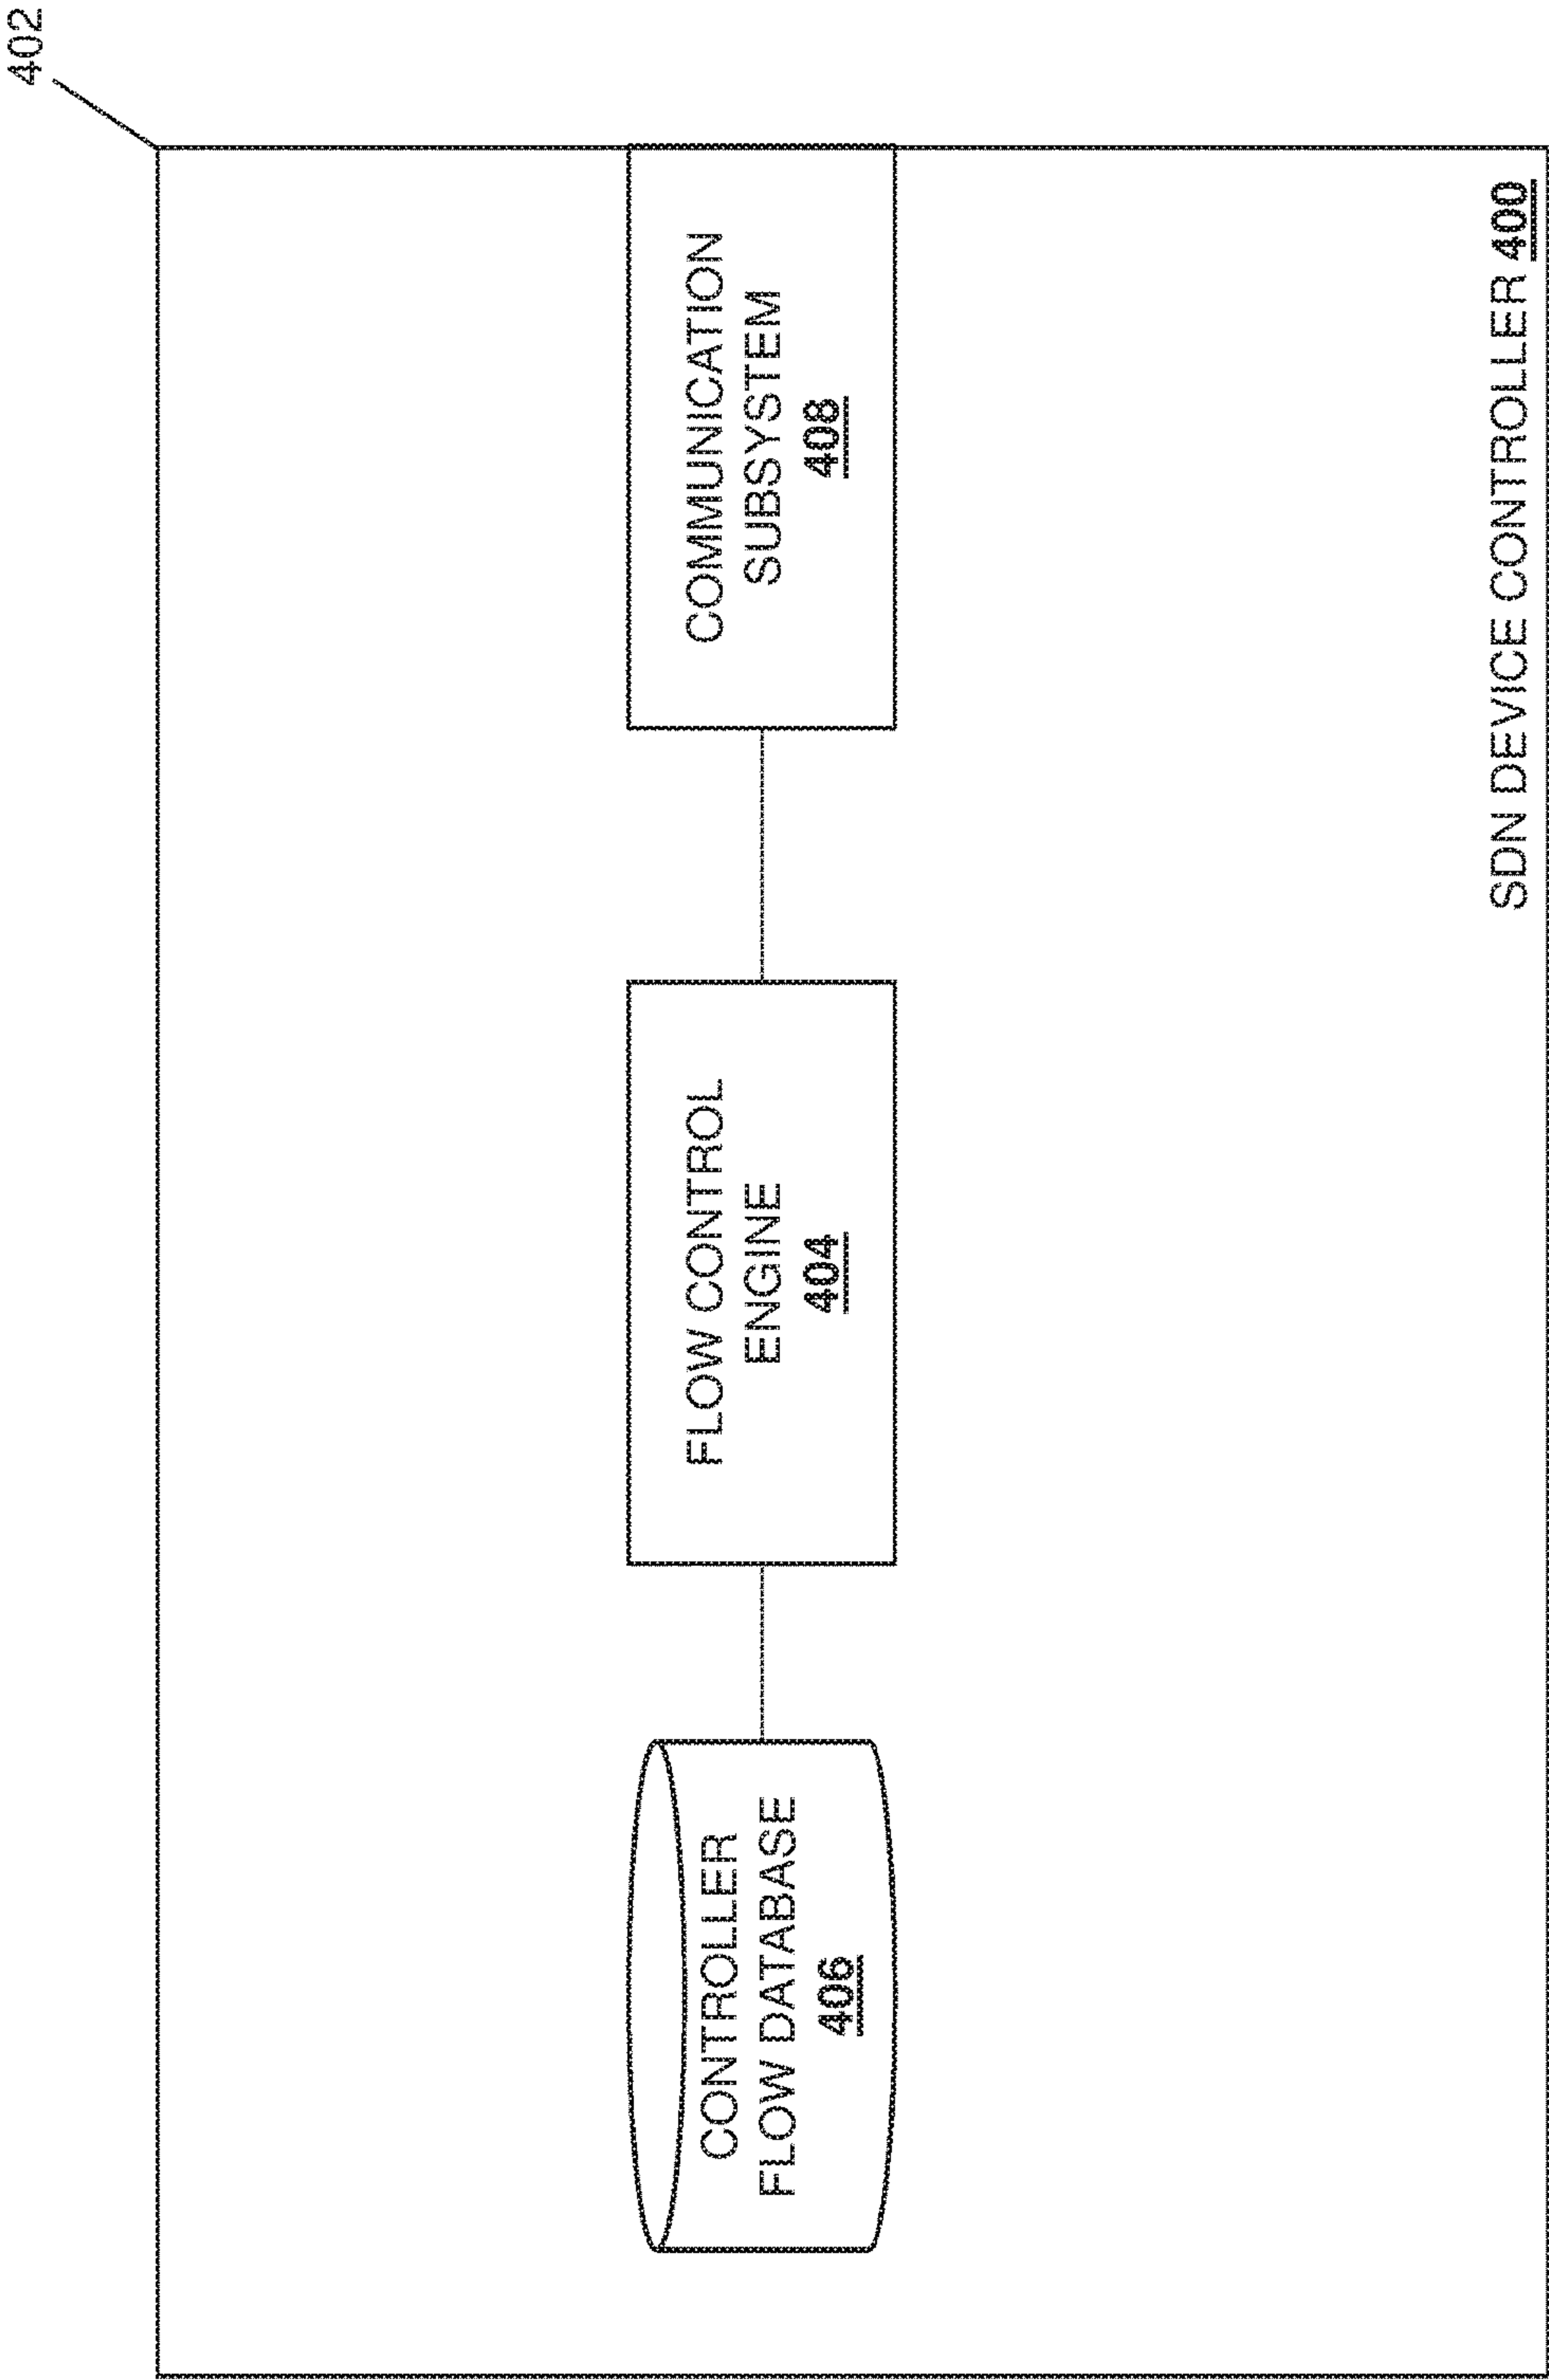 402
CONTROLLER
FLOW DATABASE
406
FLOW CONTROL
ENGINE
404
COMMUNICATION
SUBSYSTEM
408
SDN DEVICE CONTROLLER 400